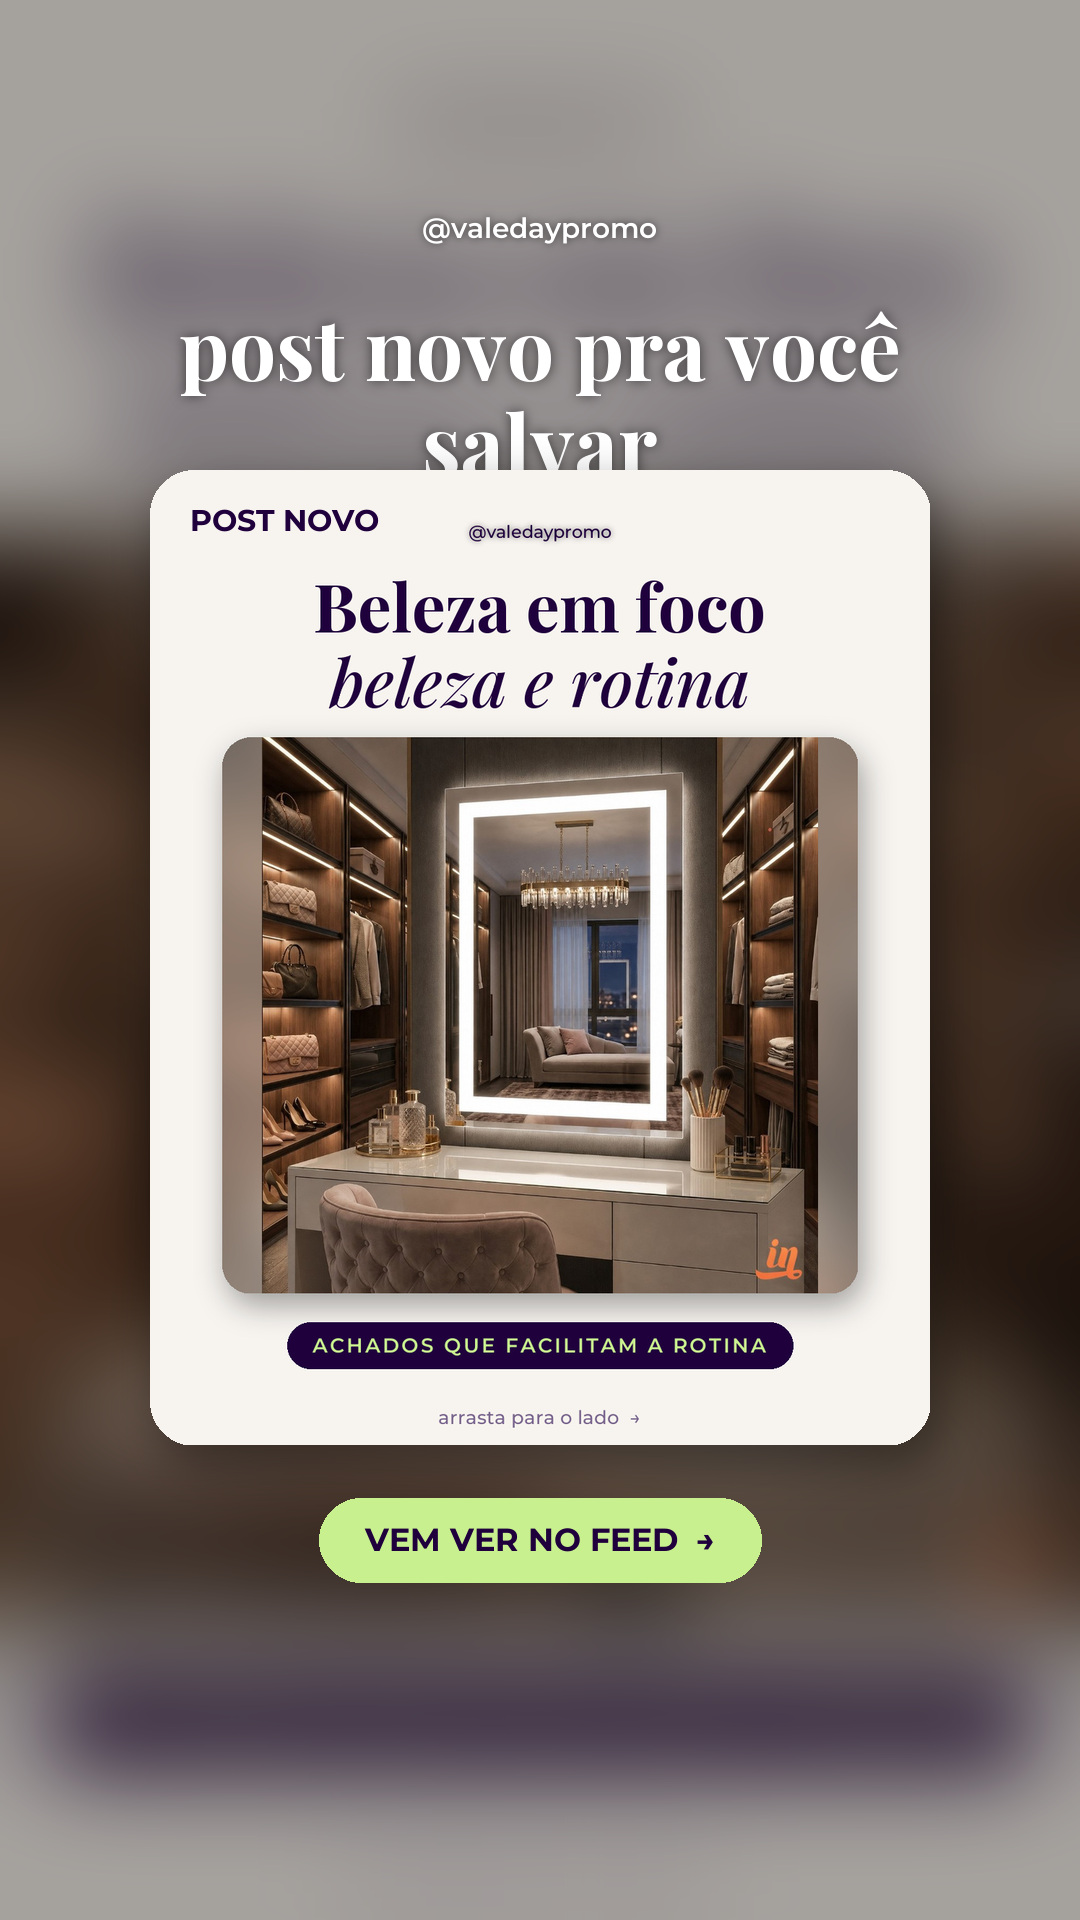 @valedaypromo
post novo pra você
salvar
POST NOVO
@valedaypromo
Beleza em foco
beleza e rotina
in
ACHADOS QUE FACILITAM A ROTINA
arrasta para o lado →
VEM VER NO FEED →